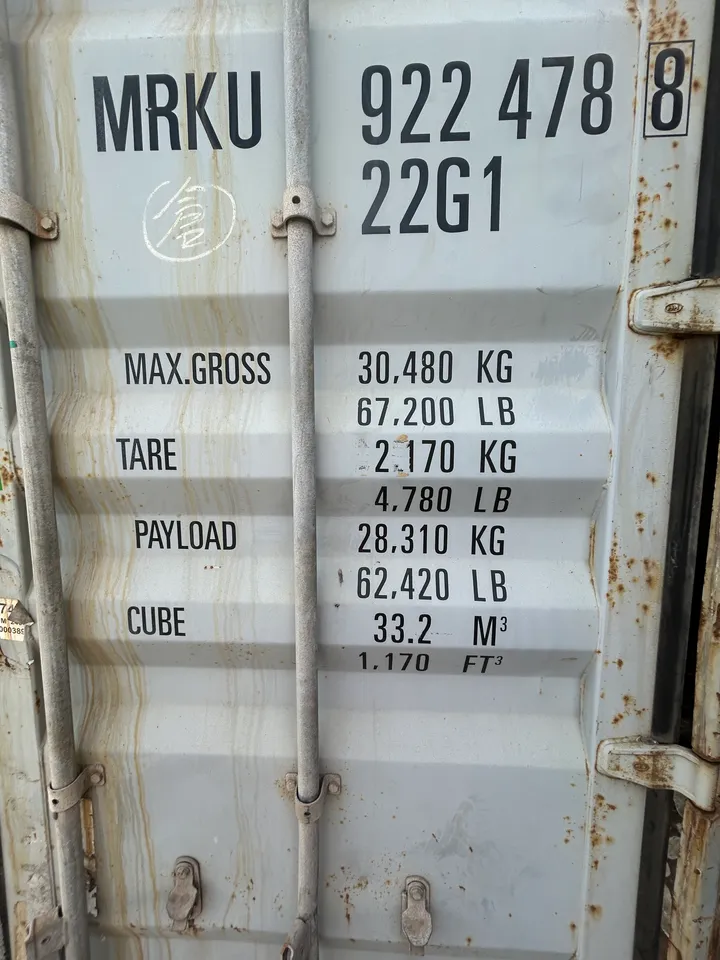 MRKU 922 478 8
22G1
倉
MAX.GROSS 30,480 KG
67,200 LB
TARE 2,170 KG
4,780 LB
PAYLOAD 28,310 KG
62,420 LB
CUBE 33.2 M³
1,170 FT³